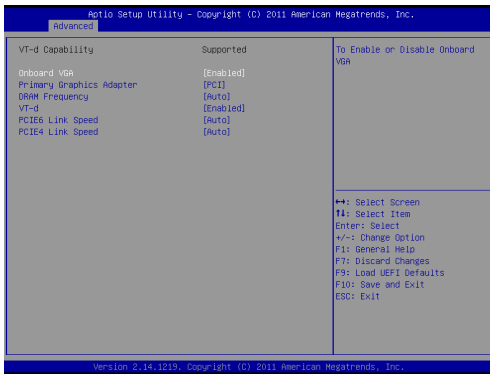 Aptio Setup Utility – Copyright (C) 2011 American Megatrends, Inc.
Advanced
VT-d Capability Supported
Onboard VGA [Enabled]
Primary Graphics Adapter [PCI]
DRAM Frequency [Auto]
VT-d [Enabled]
PCIE6 Link Speed [Auto]
PCIE4 Link Speed [Auto]
To Enable or Disable Onboard
VGA
↔: Select Screen
↑↓: Select Item
Enter: Select
+/-: Change Option
F1: General Help
F7: Discard Changes
F9: Load UEFI Defaults
F10: Save and Exit
ESC: Exit
Version 2.14.1219. Copyright (C) 2011 American Megatrends, Inc.